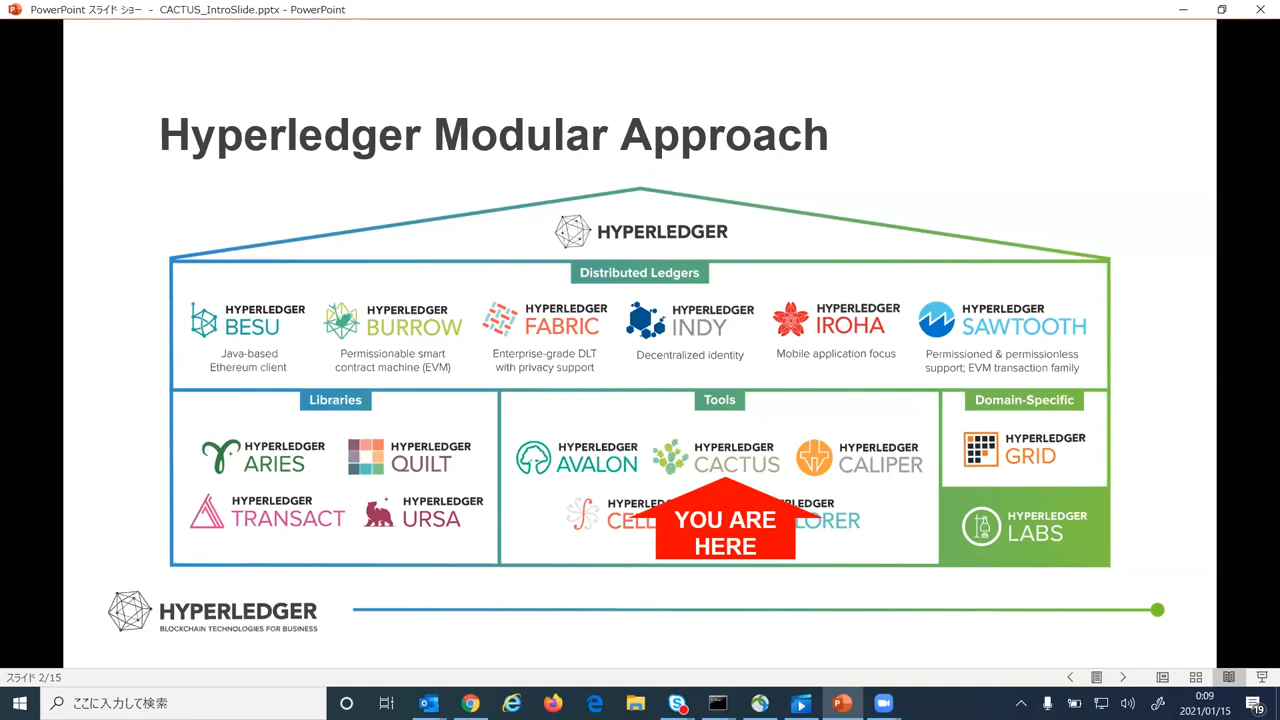 PowerPoint スライド ショー - CACTUS_IntroSlide.pptx - PowerPoint
Hyperledger Modular Approach
HYPERLEDGER
Distributed Ledgers
HYPERLEDGER BESU
Java-based
Ethereum client
HYPERLEDGER BURROW
Permissionable smart
contract machine (EVM)
HYPERLEDGER FABRIC
Enterprise-grade DLT
with privacy support
HYPERLEDGER INDY
Decentralized identity
HYPERLEDGER IROHA
Mobile application focus
HYPERLEDGER SAWTOOTH
Permissioned & permissionless
support; EVM transaction family
Libraries
HYPERLEDGER ARIES
HYPERLEDGER QUILT
HYPERLEDGER TRANSACT
HYPERLEDGER URSA
Tools
HYPERLEDGER AVALON
HYPERLEDGER CACTUS
HYPERLEDGER CALIPER
YOU ARE
HERE
Domain-Specific
HYPERLEDGER GRID
HYPERLEDGER LABS
HYPERLEDGER
BLOCKCHAIN TECHNOLOGIES FOR BUSINESS
スライド 2/15
ここに入力して検索
0:09
2021/01/15
19